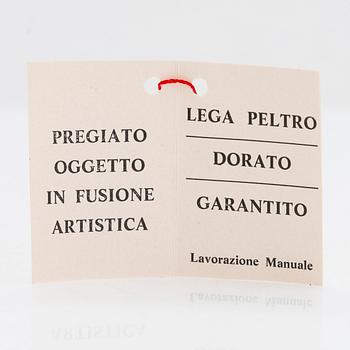 PREGIATO
OGGETTO
IN FUSIONE
ARTISTICA
LEGA PELTRO
DORATO
GARANTITO
Lavorazione Manuale